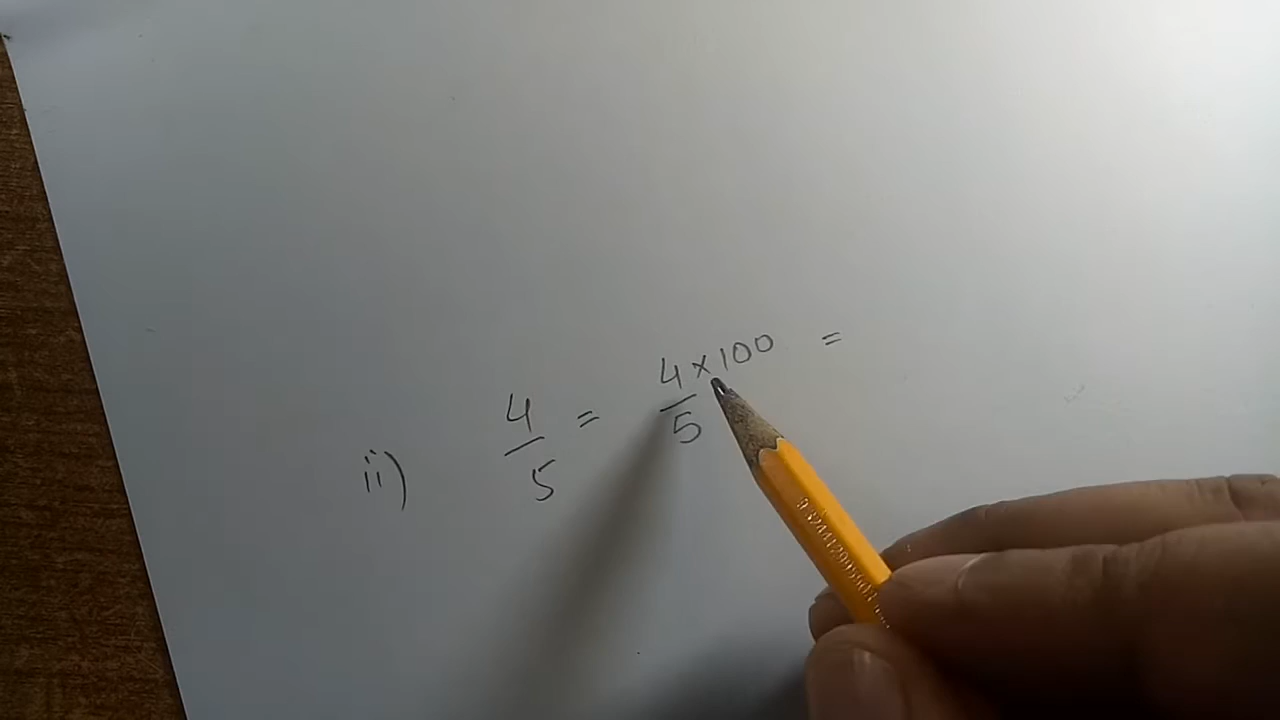 ii) 4/5 = 4/5 × 100 =